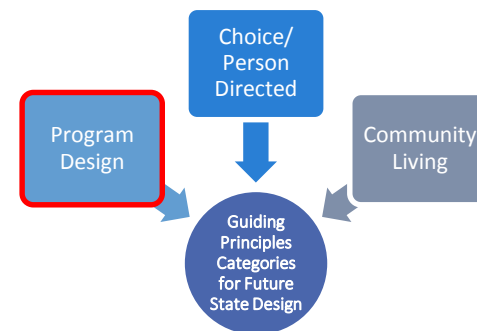 Choice/
Person
Directed
Program
Design
Community
Living
Guiding
Principles
Categories
for Future
State Design